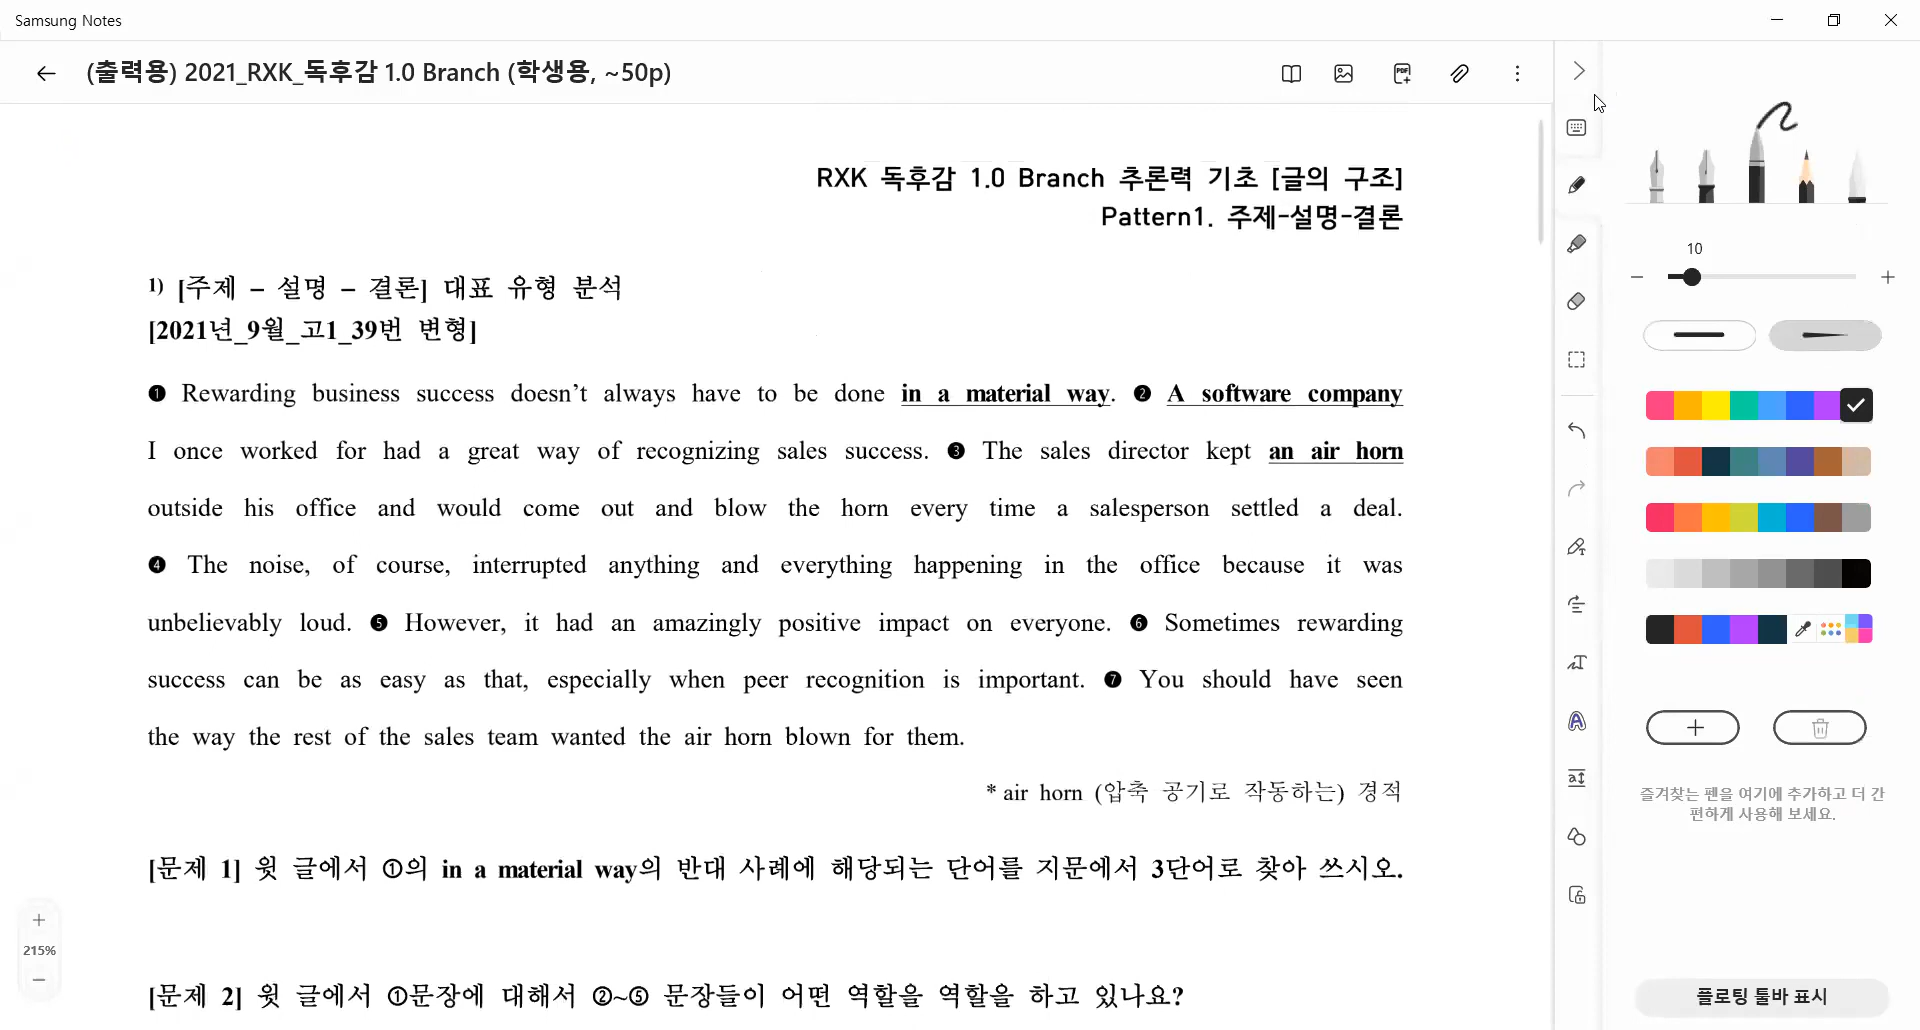 Samsung Notes
(출력용) 2021_RXK_독후감 1.0 Branch (학생용, ~50p)
RXK 독후감 1.0 Branch 추론력 기초 [글의 구조]
Pattern1. 주제-설명-결론
1) [주제 – 설명 – 결론] 대표 유형 분석
[2021년_9월_고1_39번 변형]
❶ Rewarding business success doesn’t always have to be done in a material way. ❷ A software company
I once worked for had a great way of recognizing sales success. ❸ The sales director kept an air horn
outside his office and would come out and blow the horn every time a salesperson settled a deal.
❹ The noise, of course, interrupted anything and everything happening in the office because it was
unbelievably loud. ❺ However, it had an amazingly positive impact on everyone. ❻ Sometimes rewarding
success can be as easy as that, especially when peer recognition is important. ❼ You should have seen
the way the rest of the sales team wanted the air horn blown for them.
* air horn (압축 공기로 작동하는) 경적
[문제 1] 윗 글에서 ①의 in a material way의 반대 사례에 해당되는 단어를 지문에서 3단어로 찾아 쓰시오.
[문제 2] 윗 글에서 ①문장에 대해서 ②~⑤ 문장들이 어떤 역할을 역할을 하고 있나요?
215%
PDF
10
즐겨찾는 펜을 여기에 추가하고 더 간
편하게 사용해 보세요.
플로팅 툴바 표시